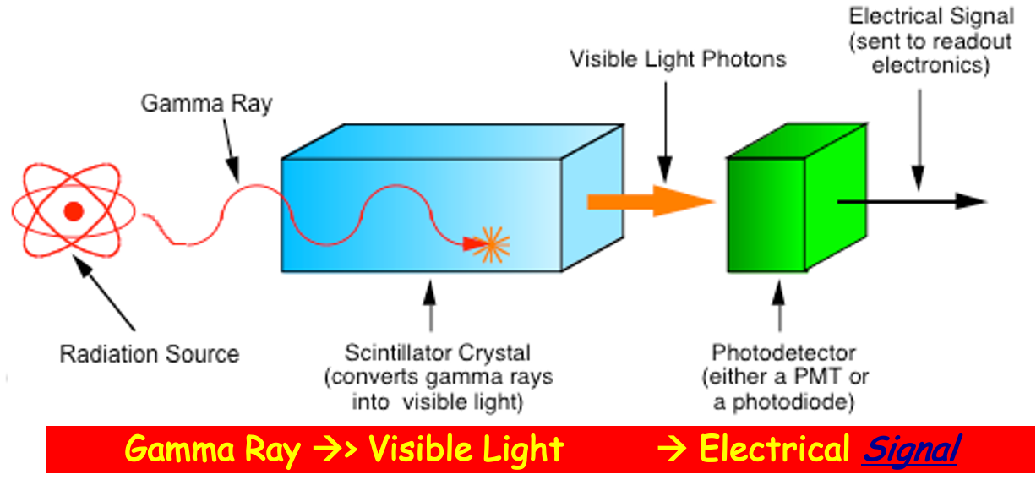 Electrical Signal
(sent to readout
electronics)
Visible Light Photons
Gamma Ray
Radiation Source
Scintillator Crystal
(converts gamma rays
into visible light)
Photodetector
(either a PMT or
a photodiode)
Gamma Ray →> Visible Light → Electrical Signal